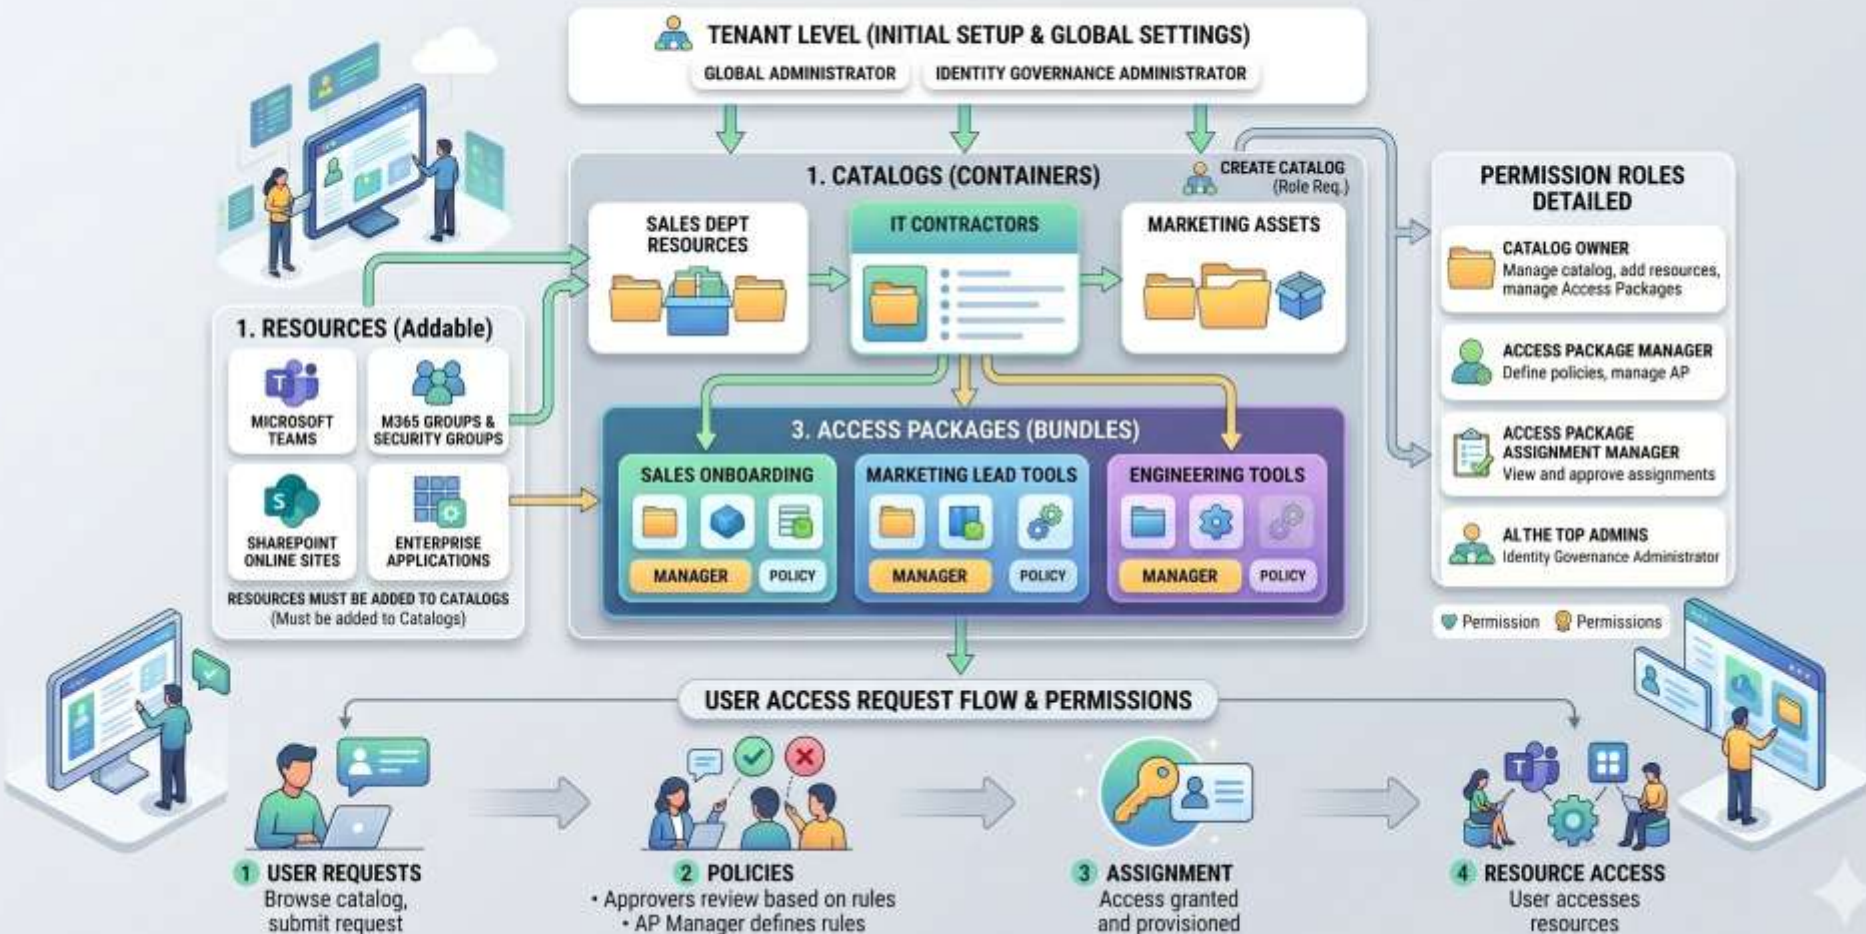 TENANT LEVEL (INITIAL SETUP & GLOBAL SETTINGS)
GLOBAL ADMINISTRATOR
IDENTITY GOVERNANCE ADMINISTRATOR
1. CATALOGS (CONTAINERS)
CREATE CATALOG
(Role Req.)
SALES DEPT
RESOURCES
IT CONTRACTORS
MARKETING ASSETS
1. RESOURCES (Addable)
T
MICROSOFT
TEAMS
M365 GROUPS &
SECURITY GROUPS
S
SHAREPOINT
ONLINE SITES
ENTERPRISE
APPLICATIONS
RESOURCES MUST BE ADDED TO CATALOGS
(Must be added to Catalogs)
3. ACCESS PACKAGES (BUNDLES)
SALES ONBOARDING
MANAGER
POLICY
MARKETING LEAD TOOLS
MANAGER
POLICY
ENGINEERING TOOLS
MANAGER
POLICY
PERMISSION ROLES
DETAILED
CATALOG OWNER
Manage catalog, add resources,
manage Access Packages
ACCESS PACKAGE MANAGER
Define policies, manage AP
ACCESS PACKAGE
ASSIGNMENT MANAGER
View and approve assignments
ALTHE TOP ADMINS
Identity Governance Administrator
Permission
Permissions
USER ACCESS REQUEST FLOW & PERMISSIONS
1 USER REQUESTS
Browse catalog,
submit request
2 POLICIES
• Approvers review based on rules
• AP Manager defines rules
3 ASSIGNMENT
Access granted
and provisioned
T
4 RESOURCE ACCESS
User accesses
resources